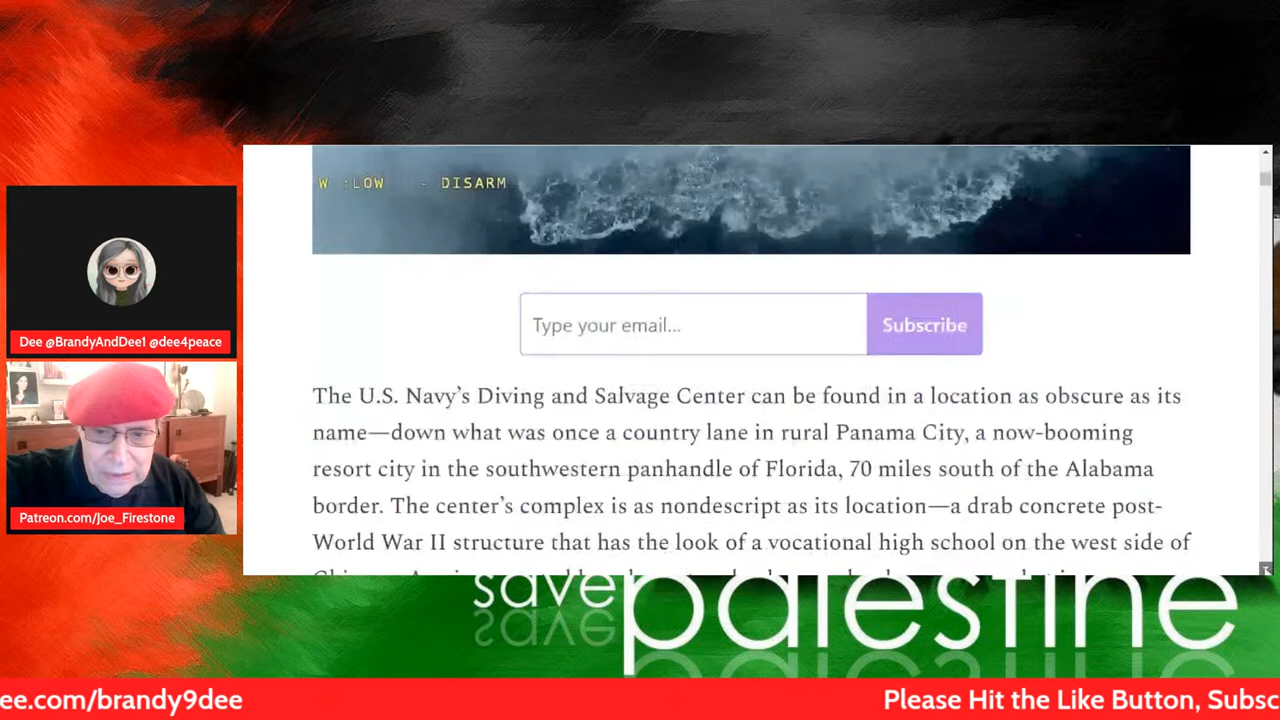 W :LOW - DISARM
Type your email...
Subscribe
The U.S. Navy’s Diving and Salvage Center can be found in a location as obscure as its
name—down what was once a country lane in rural Panama City, a now-booming
resort city in the southwestern panhandle of Florida, 70 miles south of the Alabama
border. The center’s complex is as nondescript as its location—a drab concrete post-
World War II structure that has the look of a vocational high school on the west side of
Dee @BrandyAndDee1 @dee4peace
Patreon.com/Joe_Firestone
save palestine
ee.com/brandy9dee
Please Hit the Like Button, Subsc